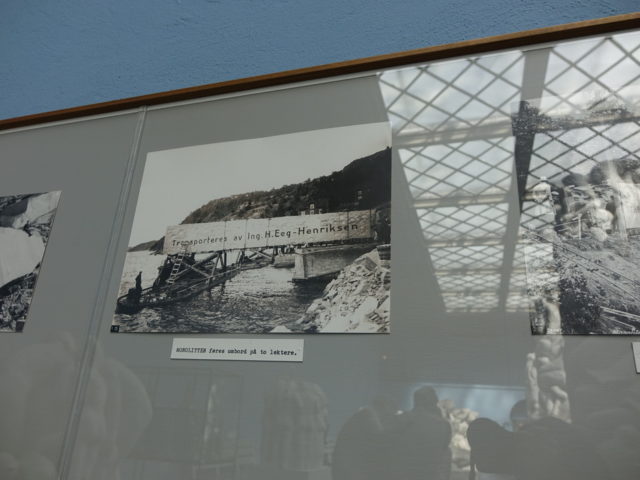 Transporteres av Ing. H. Eeg-Henriksen
MONOLITTEN føres ombord på to lektere.